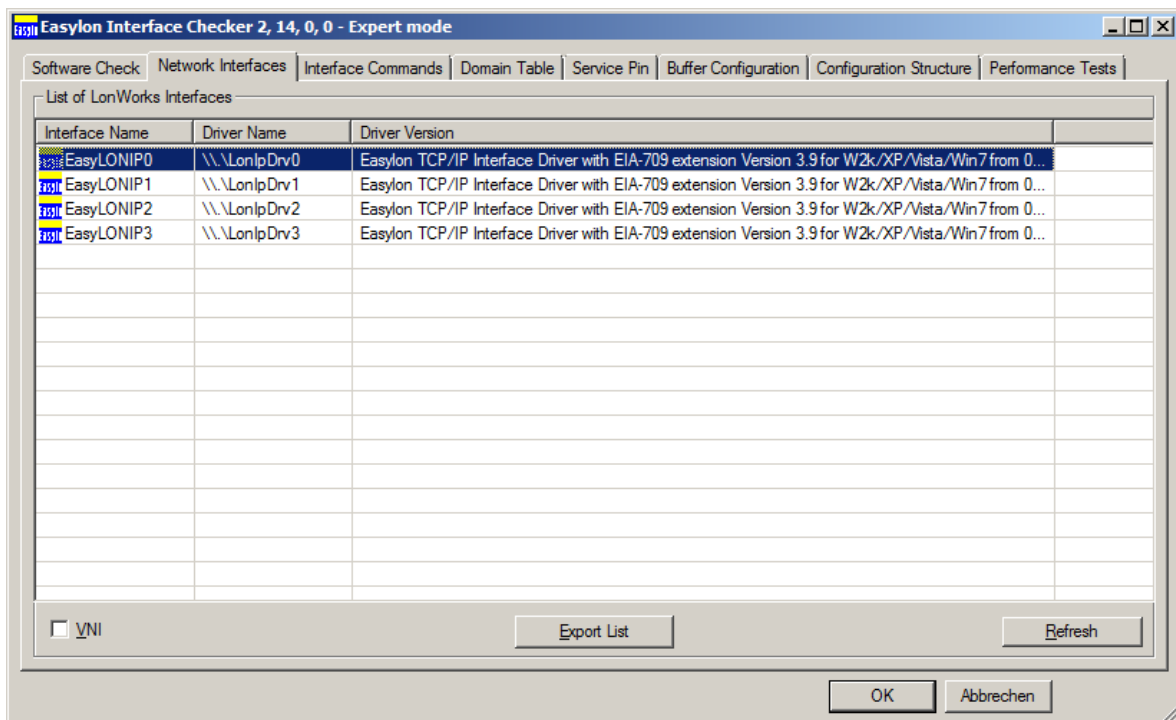 Easylon Interface Checker 2, 14, 0, 0 - Expert mode
Software Check Network Interfaces Interface Commands Domain Table Service Pin Buffer Configuration Configuration Structure Performance Tests
List of LonWorks Interfaces
Interface Name Driver Name Driver Version
EasyLONIP0 \\.\LonIpDrv0 Easylon TCP/IP Interface Driver with EIA-709 extension Version 3.9 for W2k/XP/Vista/Win7 from 0...
EasyLONIP1 \\.\LonIpDrv1 Easylon TCP/IP Interface Driver with EIA-709 extension Version 3.9 for W2k/XP/Vista/Win7 from 0...
EasyLONIP2 \\.\LonIpDrv2 Easylon TCP/IP Interface Driver with EIA-709 extension Version 3.9 for W2k/XP/Vista/Win7 from 0...
EasyLONIP3 \\.\LonIpDrv3 Easylon TCP/IP Interface Driver with EIA-709 extension Version 3.9 for W2k/XP/Vista/Win7 from 0...
VNI Export List Refresh
OK Abbrechen